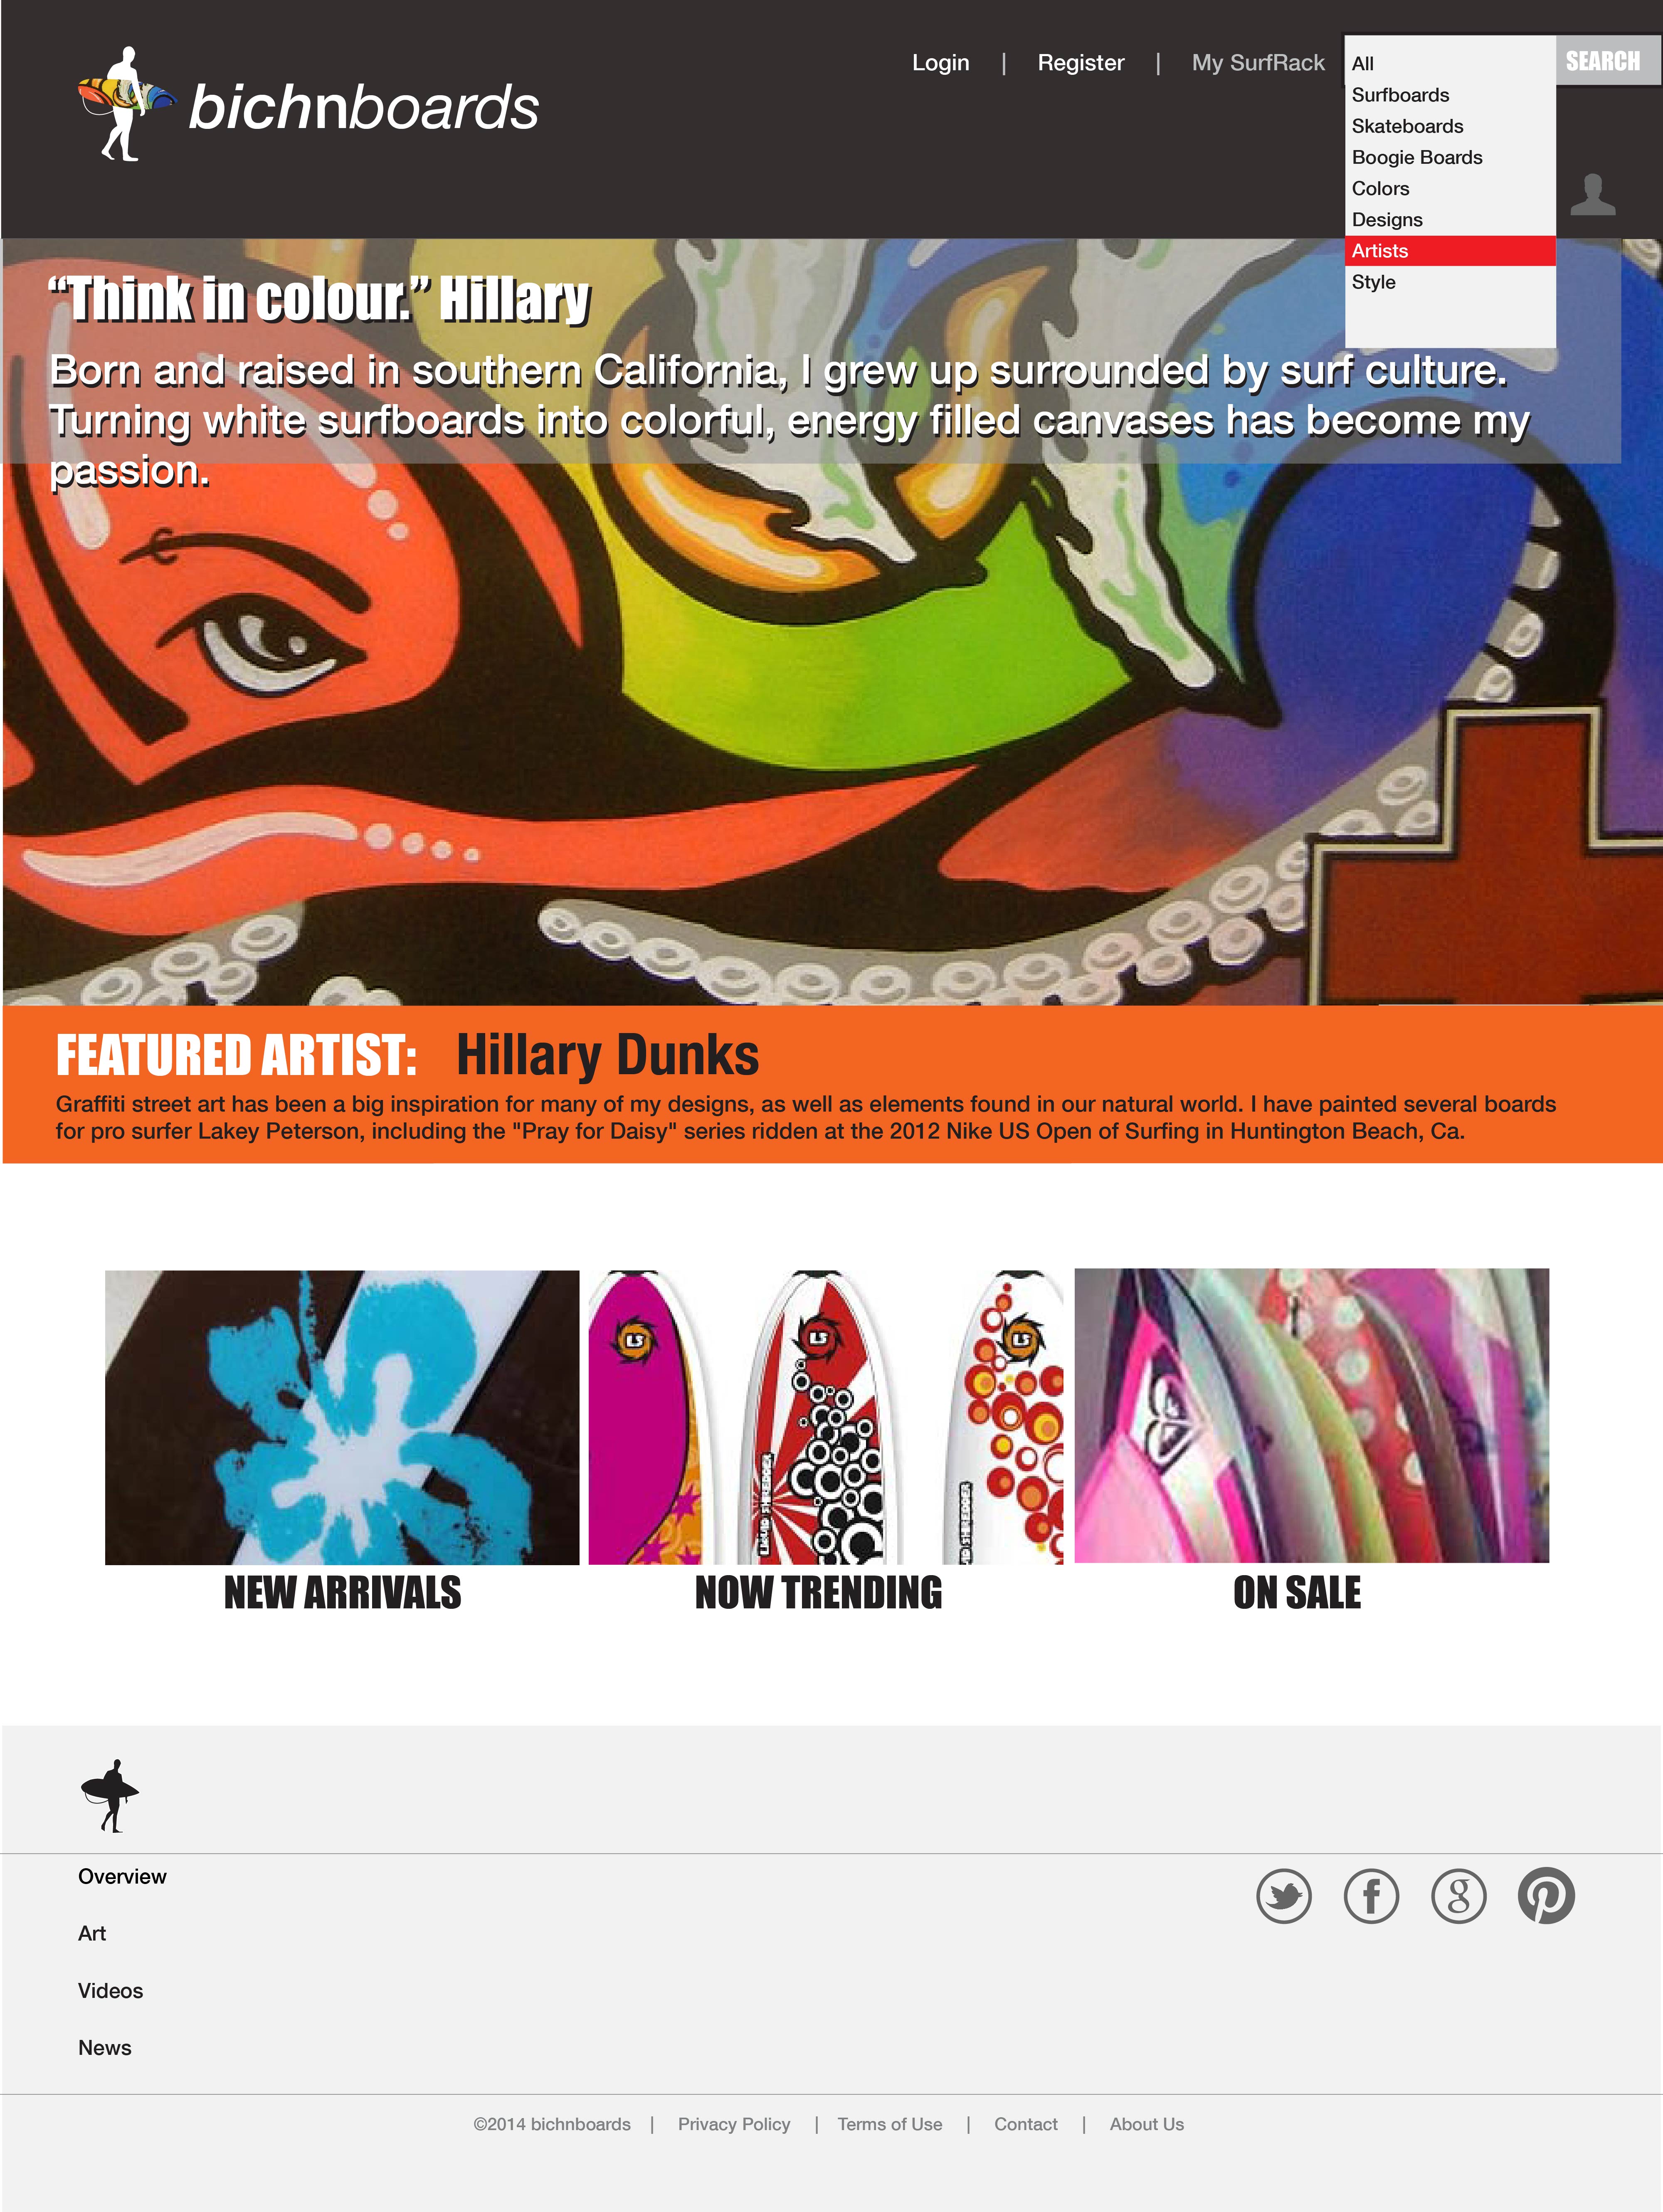 bichnboards
Login | Register | My SurfRack
SEARCH
All
Surfboards
Skateboards
Boogie Boards
Colors
Designs
Artists
Style
“Think in colour.” Hillary
Born and raised in southern California, I grew up surrounded by surf culture.
Turning white surfboards into colorful, energy filled canvases has become my
passion.
FEATURED ARTIST: Hillary Dunks
Graffiti street art has been a big inspiration for many of my designs, as well as elements found in our natural world. I have painted several boards
for pro surfer Lakey Peterson, including the "Pray for Daisy" series ridden at the 2012 Nike US Open of Surfing in Huntington Beach, Ca.
LS
LS
LS
LIQUID SHREDDER
SHREDDER
NEW ARRIVALS
NOW TRENDING
ON SALE
Overview
Art
Videos
News
©2014 bichnboards | Privacy Policy | Terms of Use | Contact | About Us